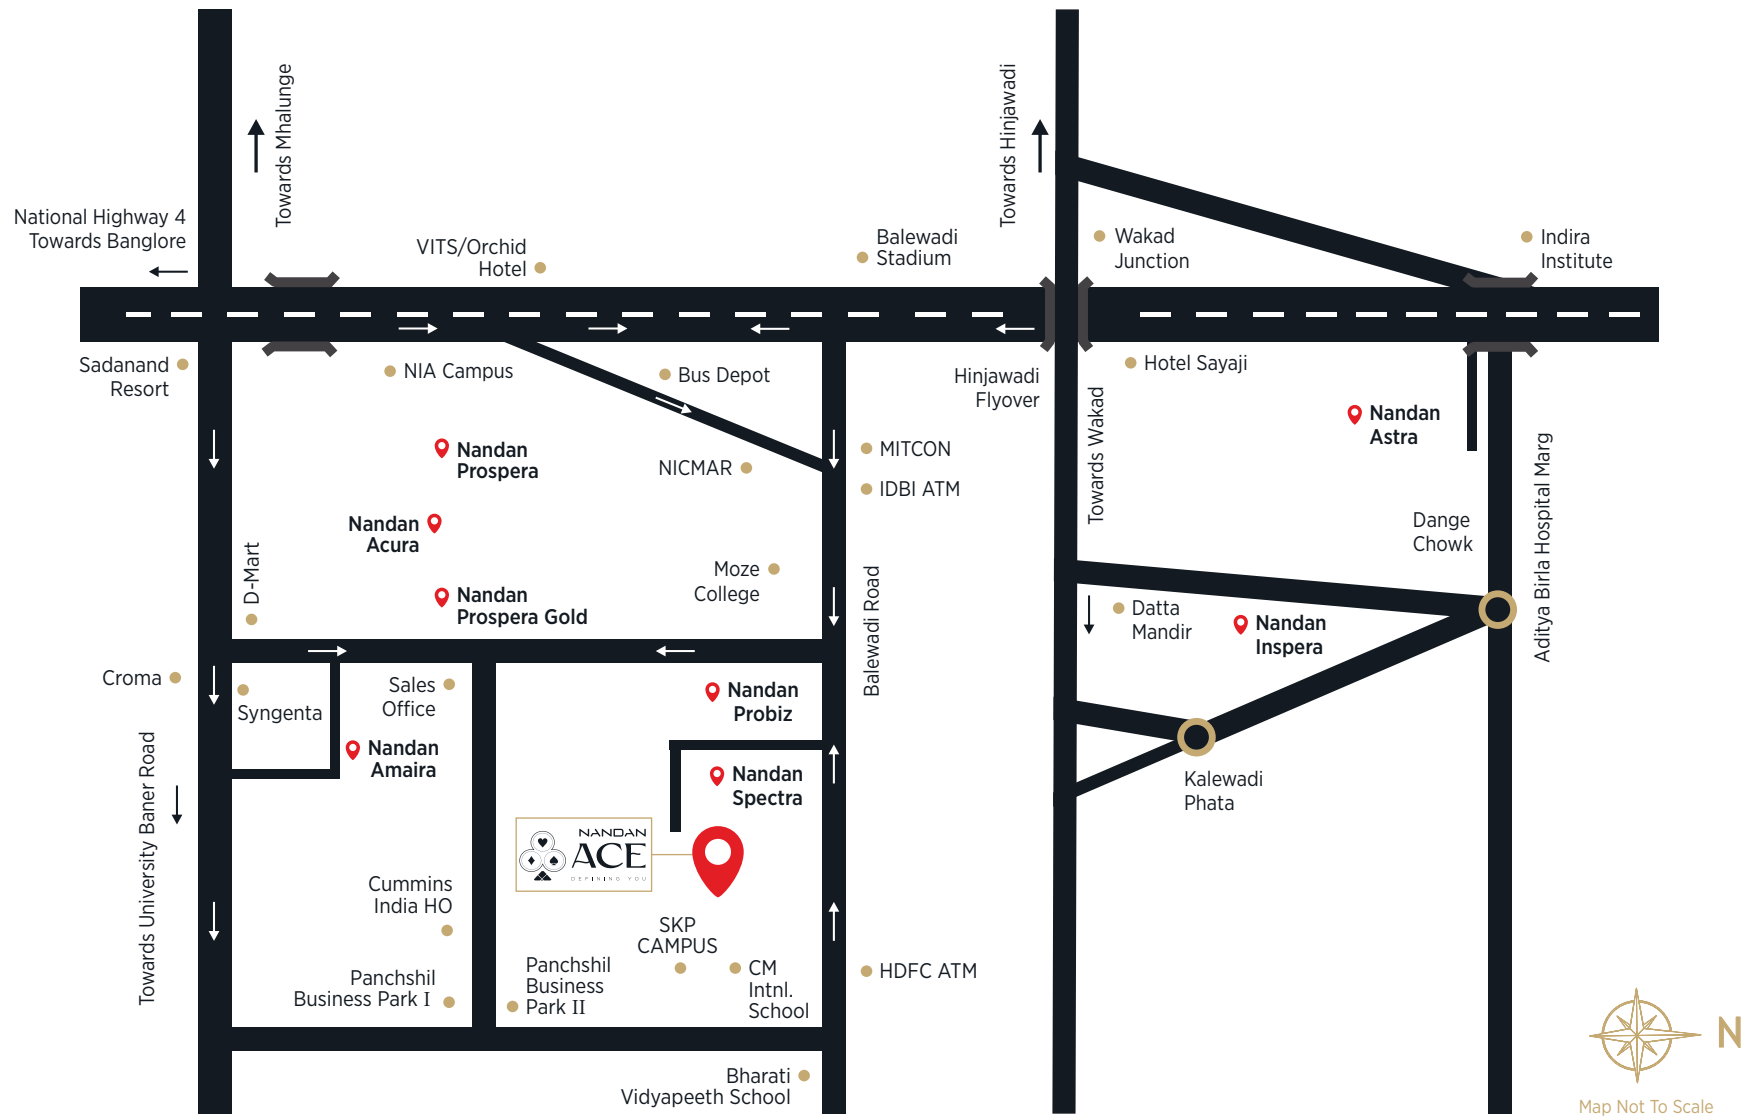 Towards Mhalunge
Towards Hinjawadi
National Highway 4
Towards Banglore
VITS/Orchid
Hotel
Balewadi
Stadium
Wakad
Junction
Indira
Institute
Sadanand
Resort
NIA Campus
Bus Depot
Hinjawadi
Flyover
Hotel Sayaji
Towards Wakad
Nandan
Astra
Nandan
Prospera
NICMAR
MITCON
IDBI ATM
Nandan
Acura
Dange
Chowk
Aditya Birla Hospital Marg
D-Mart
Moze
College
Nandan
Prospera Gold
Balewadi Road
Datta
Mandir
Nandan
Inspera
Croma
Syngenta
Sales
Office
Nandan
Probiz
Nandan
Amaira
Nandan
Spectra
Kalewadi
Phata
Towards University Baner Road
NANDAN
ACE
DEFINING YOU
Cummins
India HO
SKP
CAMPUS
Panchshil
Business Park I
Panchshil
Business
Park II
CM
Intnl.
School
HDFC ATM
Bharati
Vidyapeeth School
N
Map Not To Scale